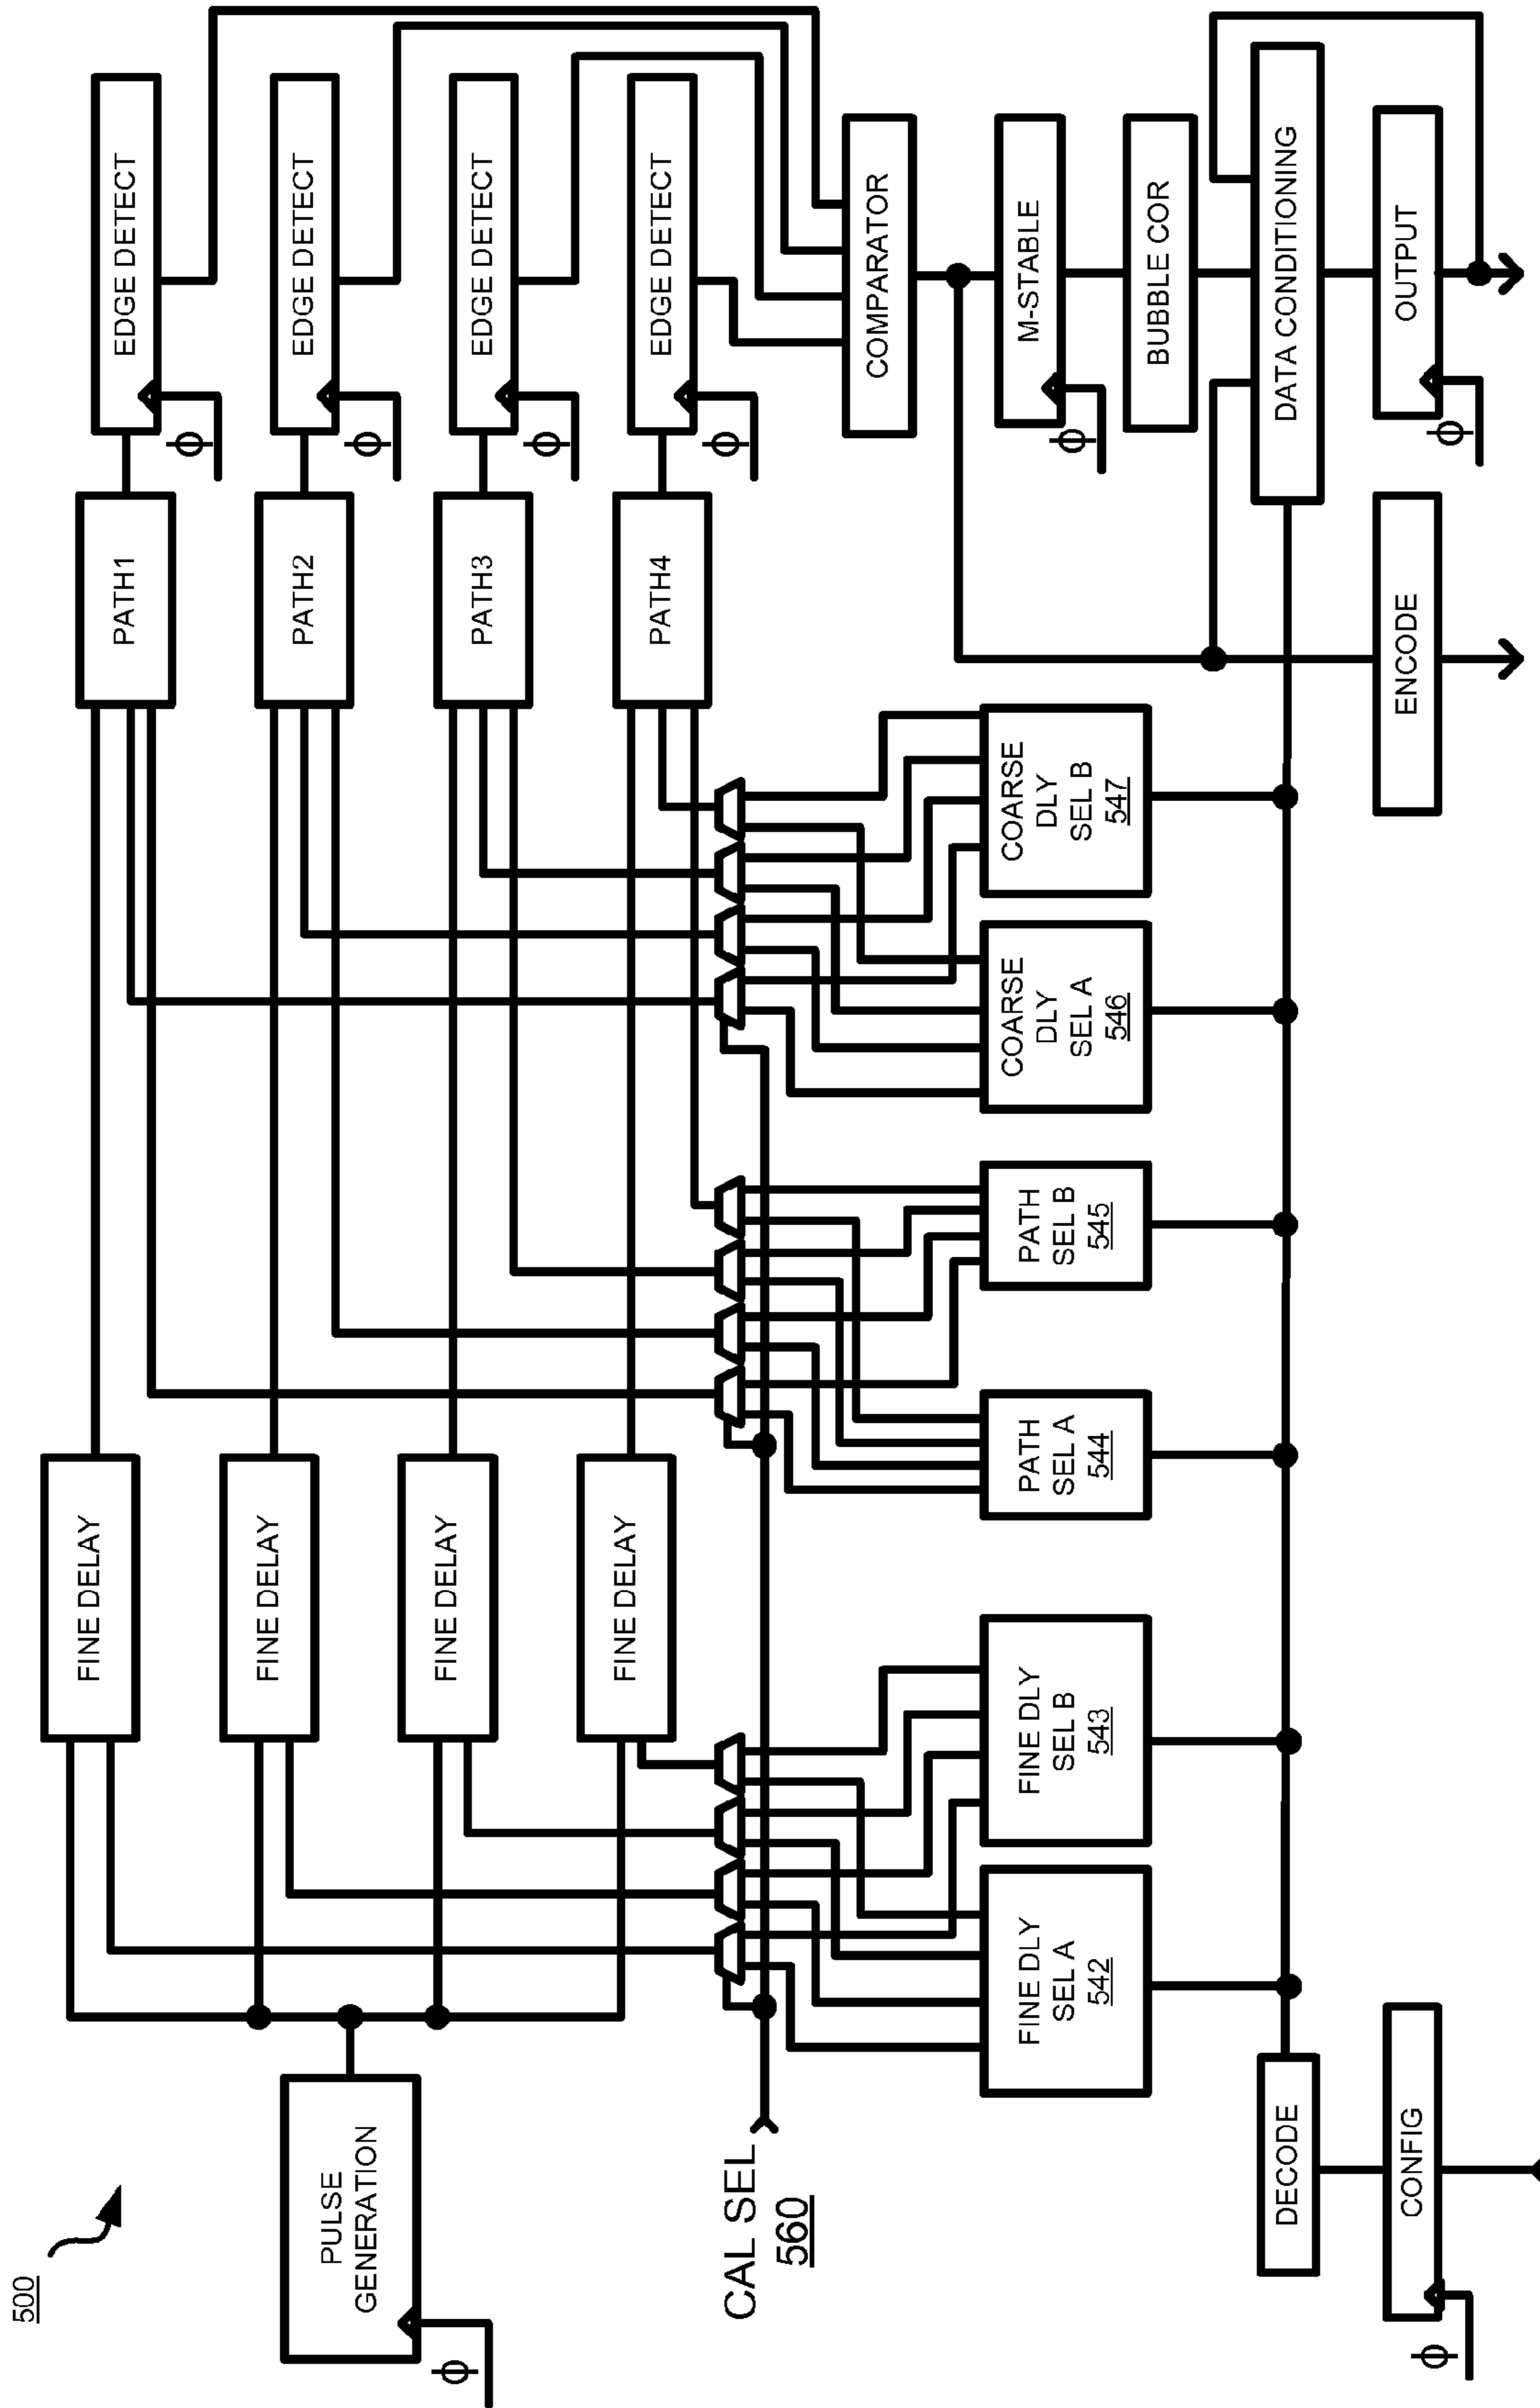 500
PULSE
GENERATION
ϕ
FINE DELAY
FINE DELAY
FINE DELAY
FINE DELAY
PATH1
PATH2
PATH3
PATH4
EDGE DETECT
ϕ
EDGE DETECT
ϕ
EDGE DETECT
ϕ
EDGE DETECT
ϕ
CAL SEL
560
FINE DLY
SEL A
542
FINE DLY
SEL B
543
PATH
SEL A
544
PATH
SEL B
545
COARSE
DLY
SEL A
546
COARSE
DLY
SEL B
547
COMPARATOR
M-STABLE
ϕ
BUBBLE COR
DATA CONDITIONING
OUTPUT
ϕ
DECODE
CONFIG
ϕ
ENCODE